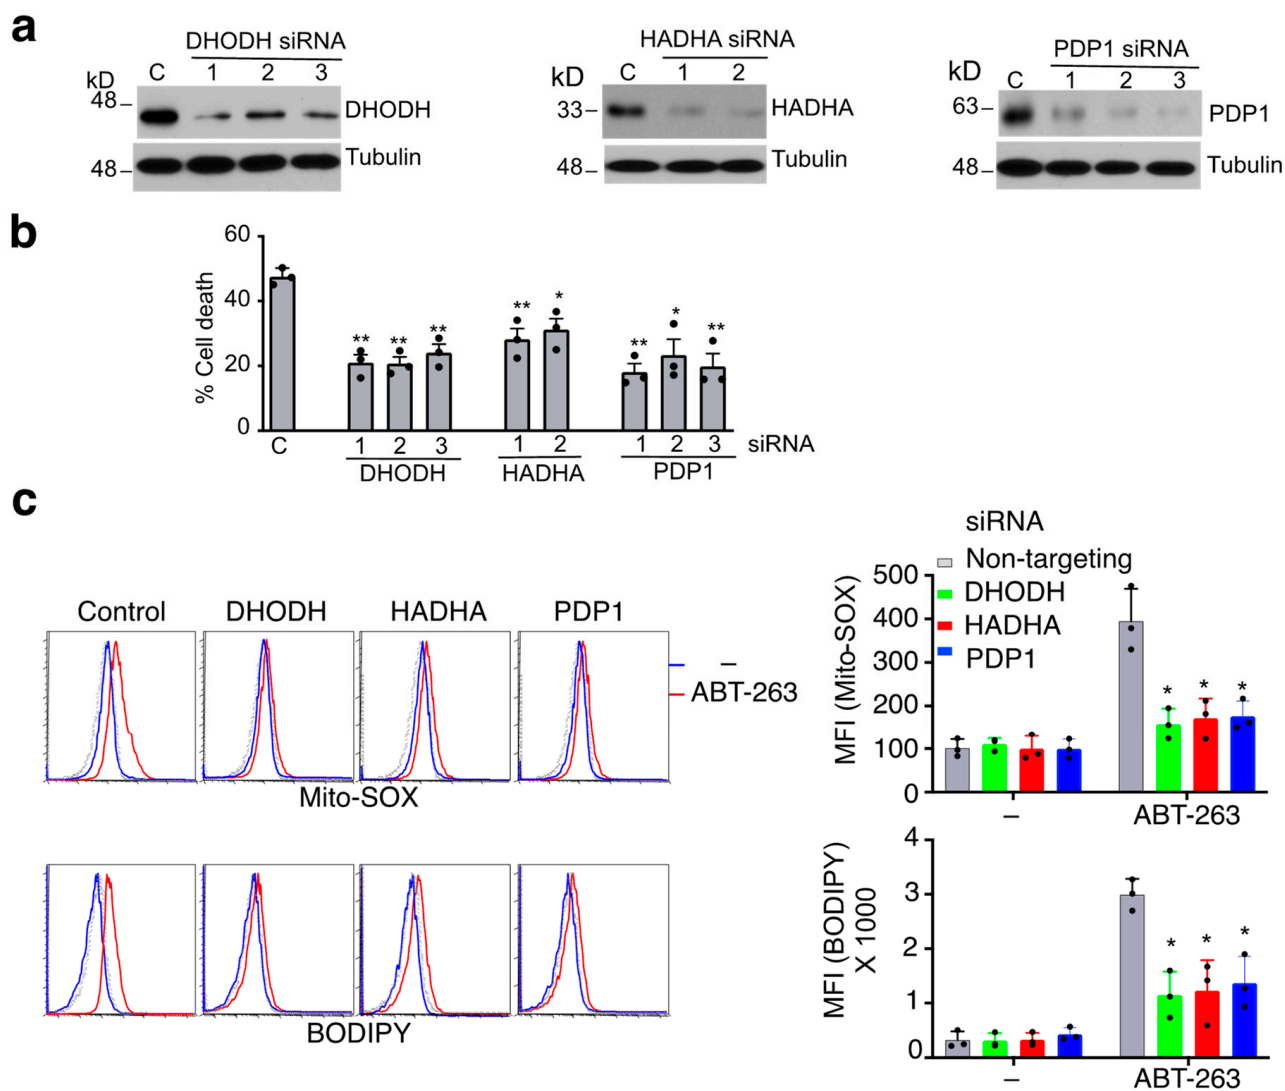 a
DHODH siRNA
kD
C 1 2 3
48
DHODH
48
Tubulin
HADHA siRNA
kD
C 1 2
33
HADHA
48
Tubulin
PDP1 siRNA
kD
C 1 2 3
63
PDP1
48
Tubulin
b
% Cell death
60
40
20
0
** ** ** ** * ** * **
C 1 2 3 1 2 1 2 3 siRNA
DHODH HADHA PDP1
c
Control DHODH HADHA PDP1
–
ABT-263
Mito-SOX
BODIPY
siRNA
Non-targeting
DHODH
HADHA
PDP1
MFI (Mito-SOX)
500
400
300
200
100
0
* * *
– ABT-263
MFI (BODIPY)
X 1000
4
3
2
1
0
* * *
– ABT-263